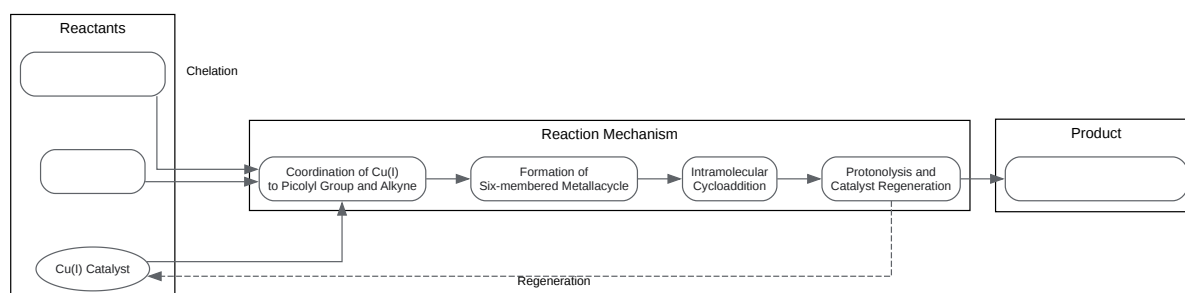 Reactants
Chelation
Reaction Mechanism
Product
Coordination of Cu(I)
to Picolyl Group and Alkyne
Formation of
Six-membered Metallacycle
Intramolecular
Cycloaddition
Protonolysis and
Catalyst Regeneration
Cu(I) Catalyst
Regeneration